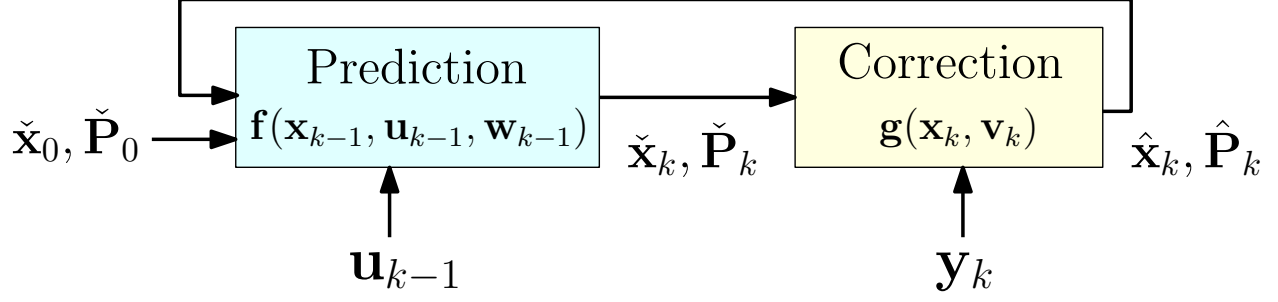 Prediction
f(x_{k−1}, u_{k−1}, w_{k−1})
Correction
g(x_k, v_k)
x̌_0, P̌_0
x̌_k, P̌_k
x̂_k, P̂_k
u_{k−1}
y_k